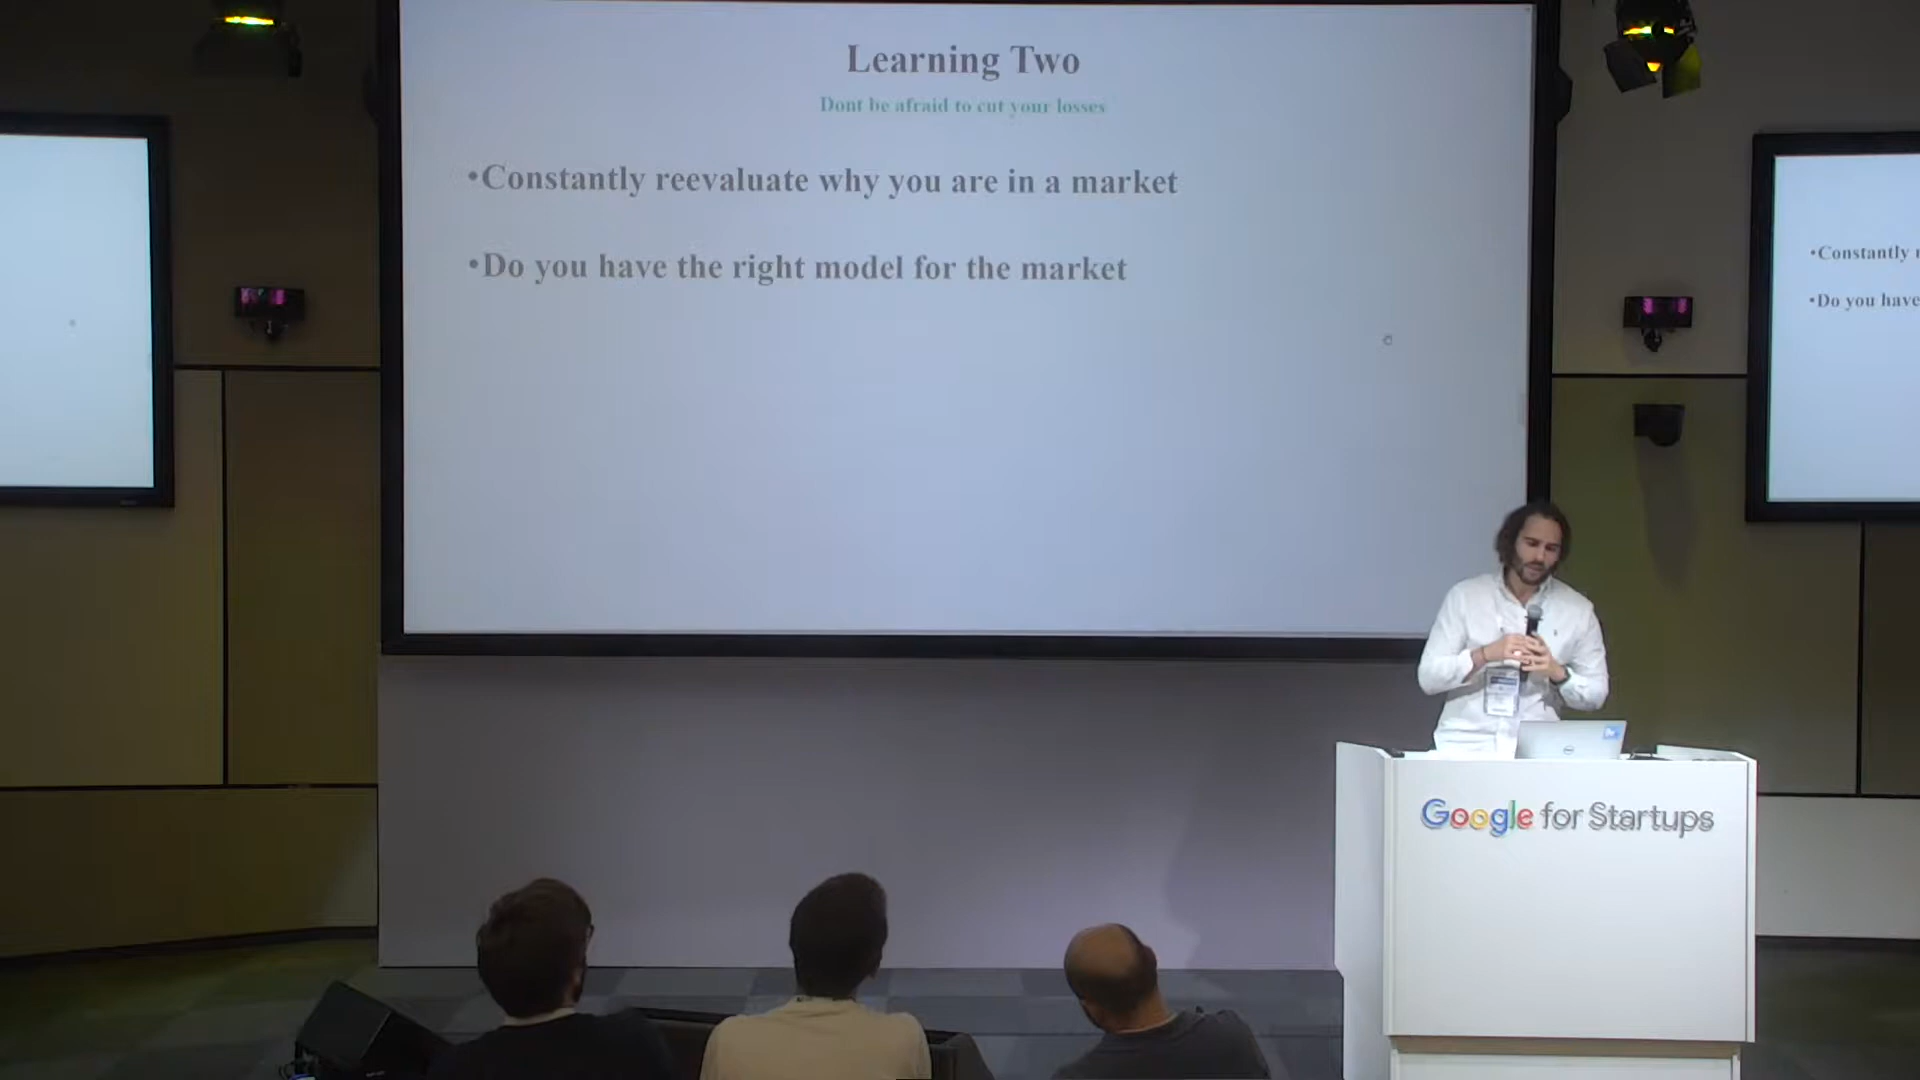 Learning Two
Dont be afraid to cut your losses
•Constantly reevaluate why you are in a market
•Do you have the right model for the market
•Constantly
•Do you have
Google for Startups